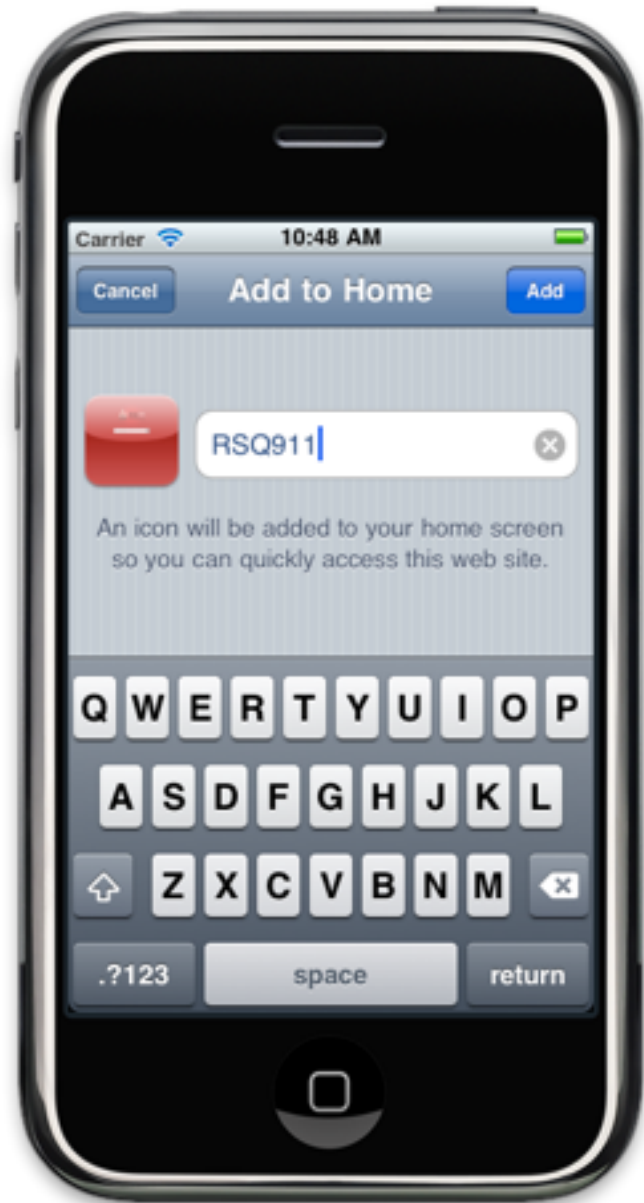 Carrier 10:48 AM
Cancel Add to Home Add
RSQ911
An icon will be added to your home screen
so you can quickly access this web site.
Q W E R T Y U I O P
A S D F G H J K L
Z X C V B N M
.?123 space return